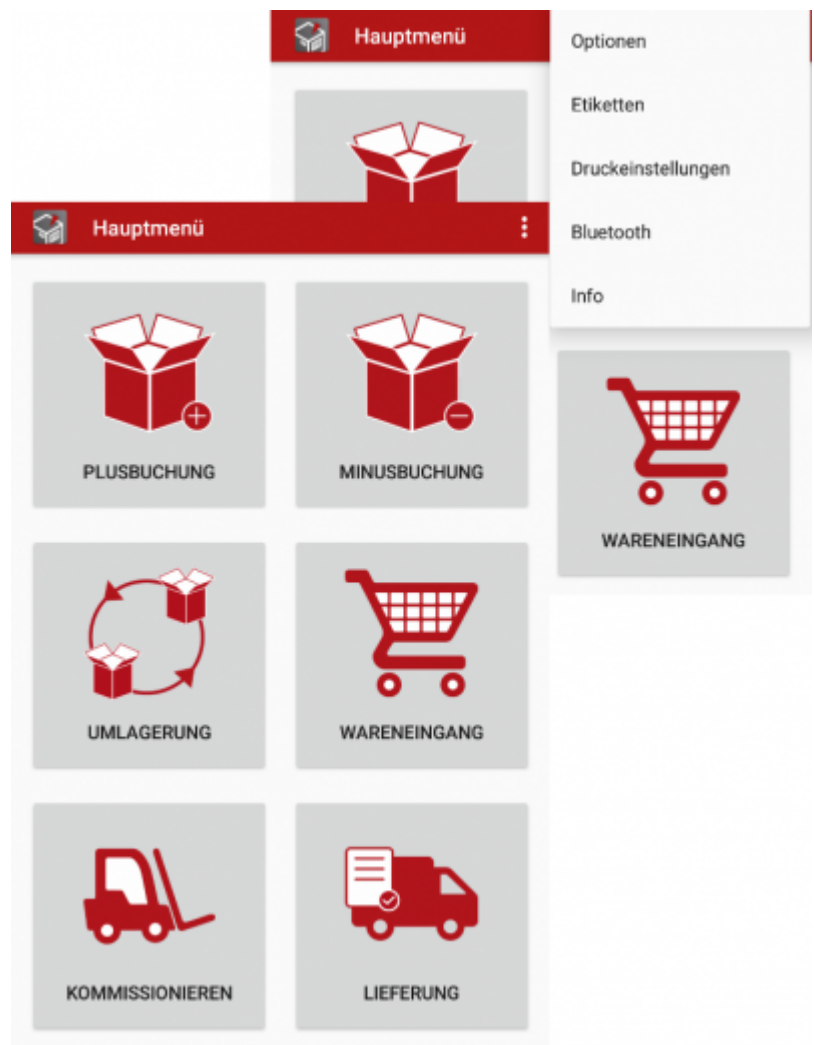 Hauptmenü
Optionen
Etiketten
Druckeinstellungen
Bluetooth
Info
WARENEINGANG
Hauptmenü
PLUSBUCHUNG
MINUSBUCHUNG
UMLAGERUNG
WARENEINGANG
KOMMISSIONIEREN
LIEFERUNG